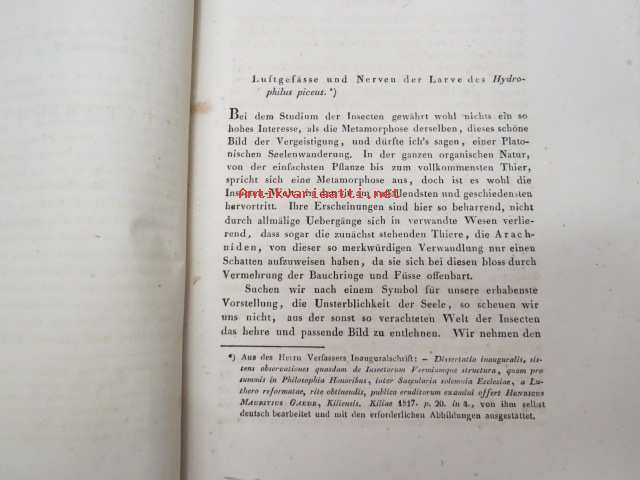 Luftgefässe und Nerven der Larve des Hydro-
philus piceus. *)
Bei dem Studium der Insecten gewährt wohl nichts ein so
hohes Interesse, als die Metamorphose derselben, dieses schöne
Bild der Vergeistigung, und dürfte ich's sagen, einer Plato-
nischen Seelenwanderung. In der ganzen organischen Natur,
von der einfachsten Pflanze bis zum vollkommensten Thier,
spricht sich eine Metamorphose aus, doch ist es wohl die
Antikvariaatti.net
hervortritt. Ihre Erscheinungen sind hier so beharrend, nicht
durch allmälige Uebergänge sich in verwandte Wesen verlie-
rend, dass sogar die zunächst stehenden Thiere, die Arach-
niden, von dieser so merkwürdigen Verwandlung nur einen
Schatten aufzuweisen haben, da sie sich bei diesen bloss durch
Vermehrung der Bauchringe und Füsse offenbart.
Suchen wir nach einem Symbol für unsere erhabenste
Vorstellung, die Unsterblichkeit der Seele, so scheuen wir
uns nicht, aus der sonst so verachteten Welt der Insecten
das hehre und passende Bild zu entlehnen. Wir nehmen den
*) Aus des Herrn Verfassers Inauguralschrift: – Dissertatio inauguralis, sis-
tens observationes quasdam de Insectorum Vermiumque structura, quam pro
summis in Philosophia Honoribus, inter Saecularia solemnia Ecclesiae, a Lu-
thero reformatae, rite obtinendis, publico eruditorum examini offert HENRICUS
MAURITIUS GAEDE, Kiliensis. Kiliae 1817. p. 20. in 4., von ihm selbst
deutsch bearbeitet und mit den erforderlichen Abbildungen ausgestattet.